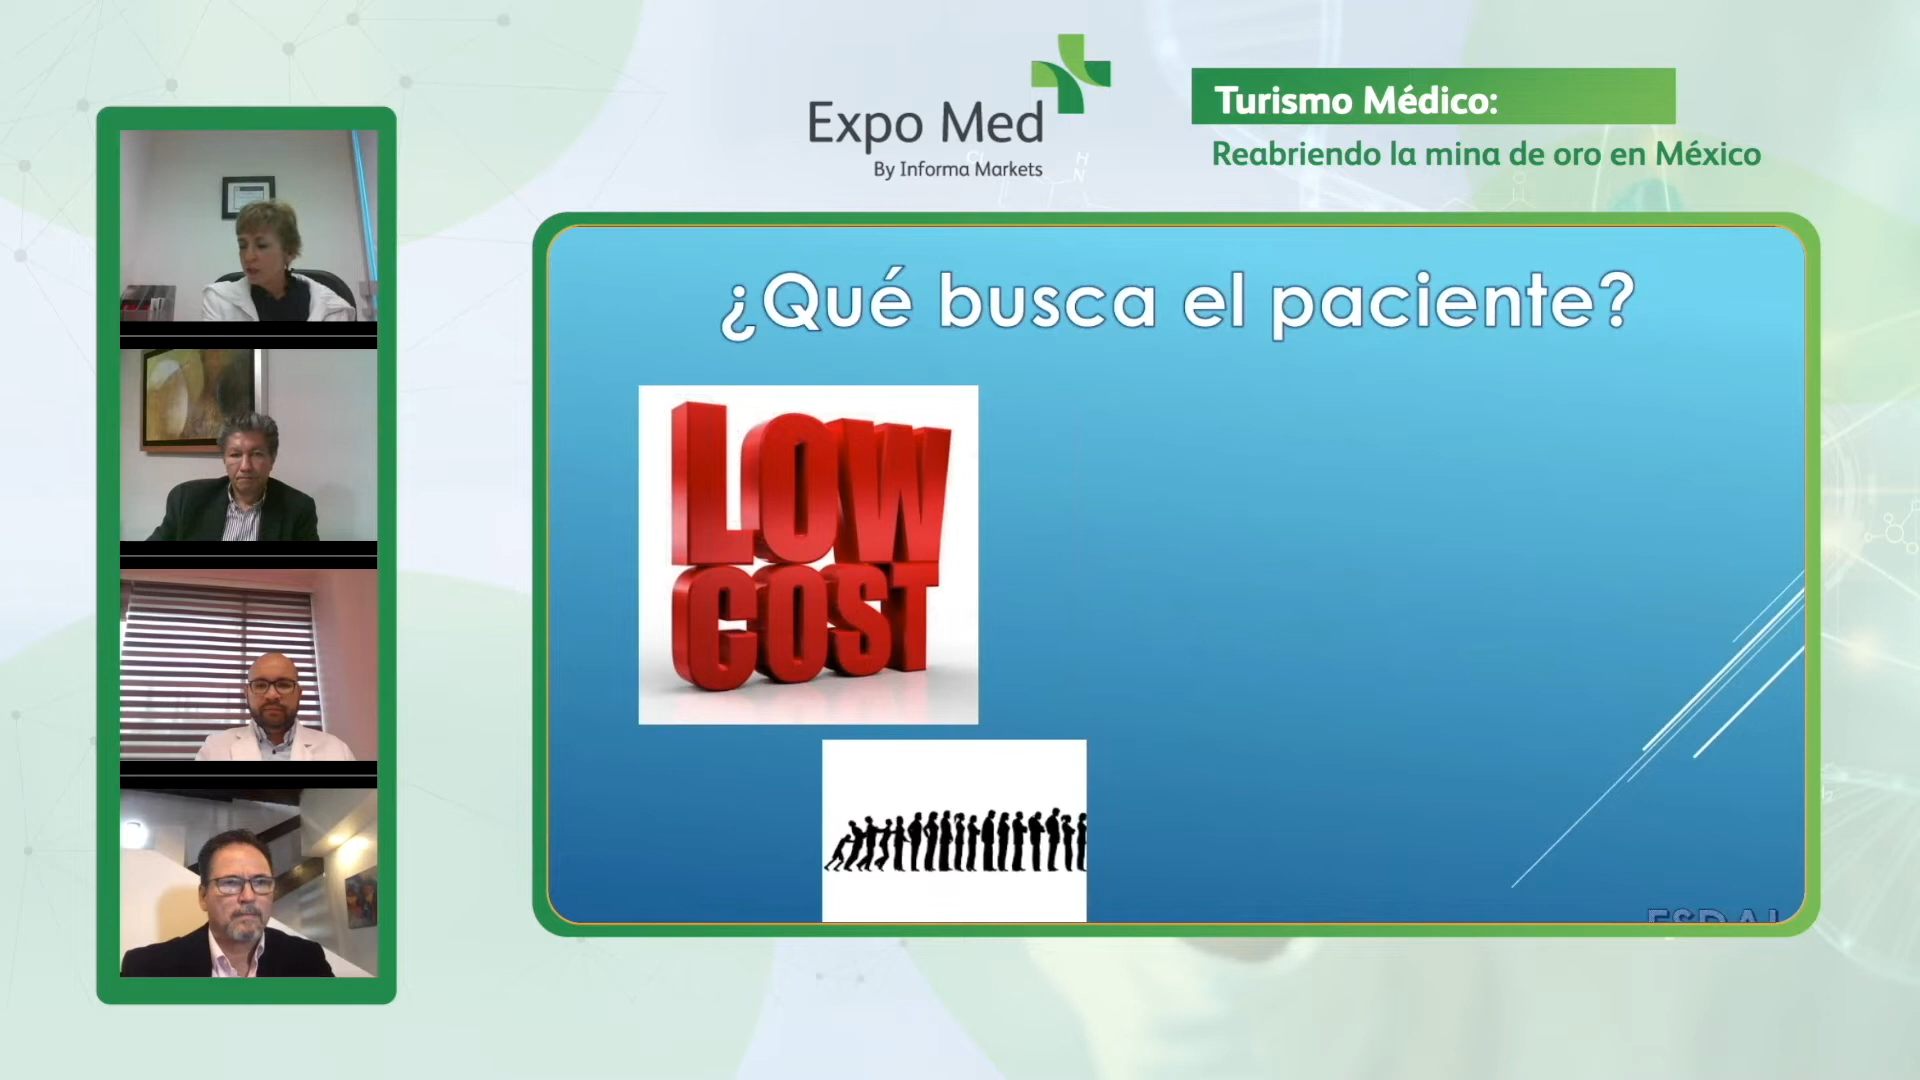 Expo Med
By Informa Markets
Turismo Médico:
Reabriendo la mina de oro en México
¿Qué busca el paciente?
LOW
COST